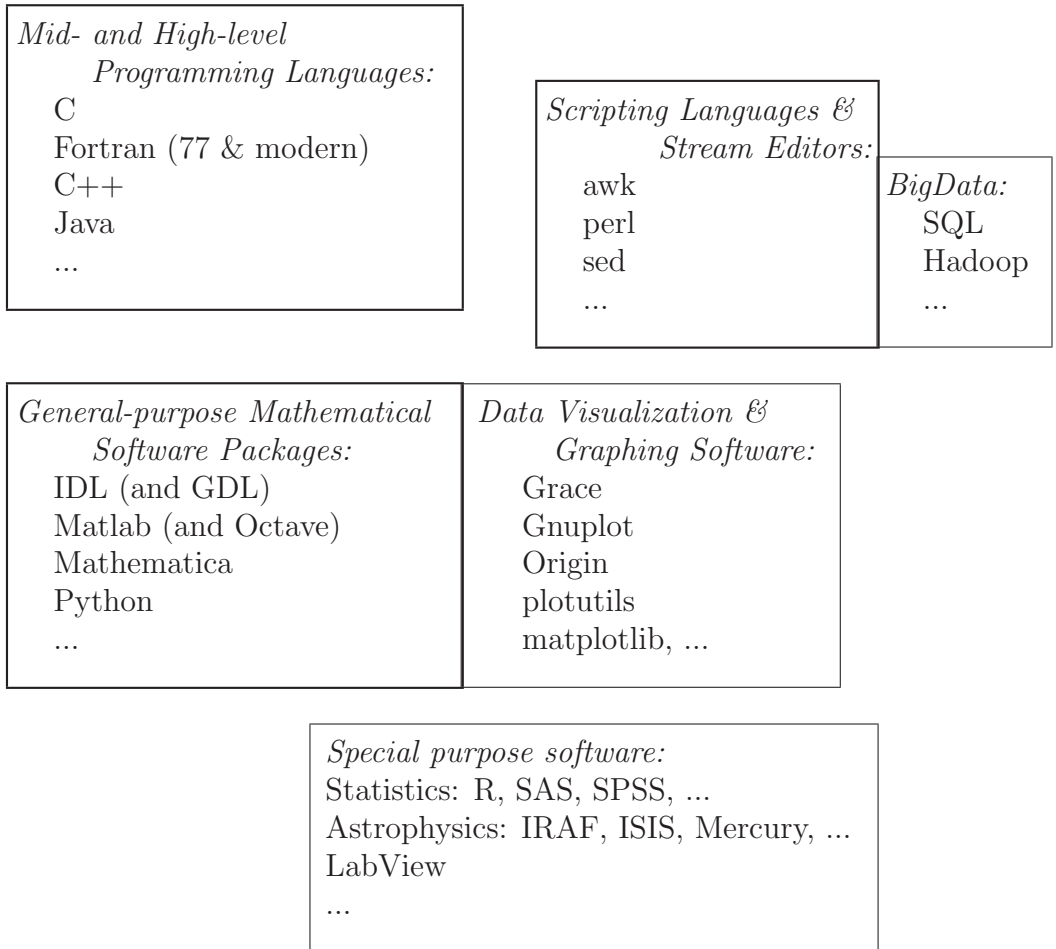 Mid- and High-level
Programming Languages:
C
Fortran (77 & modern)
C++
Java
...
Scripting Languages &
Stream Editors:
awk
perl
sed
...
BigData:
SQL
Hadoop
...
General-purpose Mathematical
Software Packages:
IDL (and GDL)
Matlab (and Octave)
Mathematica
Python
...
Data Visualization &
Graphing Software:
Grace
Gnuplot
Origin
plotutils
matplotlib, ...
Special purpose software:
Statistics: R, SAS, SPSS, ...
Astrophysics: IRAF, ISIS, Mercury, ...
LabView
...